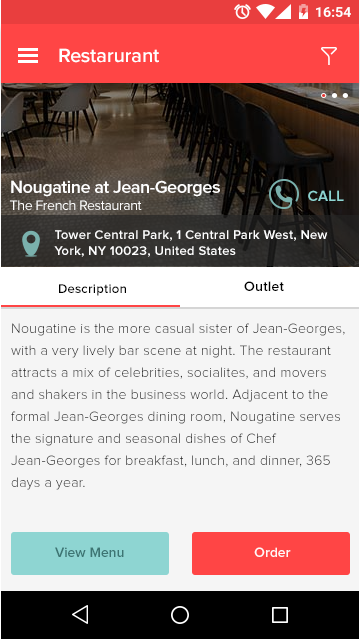 16:54
Restarurant
Nougatine at Jean-Georges
The French Restaurant
CALL
Tower Central Park, 1 Central Park West, New
York, NY 10023, United States
Description
Outlet
Nougatine is the more casual sister of Jean-Georges,
with a very lively bar scene at night. The restaurant
attracts a mix of celebrities, socialites, and movers
and shakers in the business world. Adjacent to the
formal Jean-Georges dining room, Nougatine serves
the signature and seasonal dishes of Chef
Jean-Georges for breakfast, lunch, and dinner, 365
days a year.
View Menu
Order